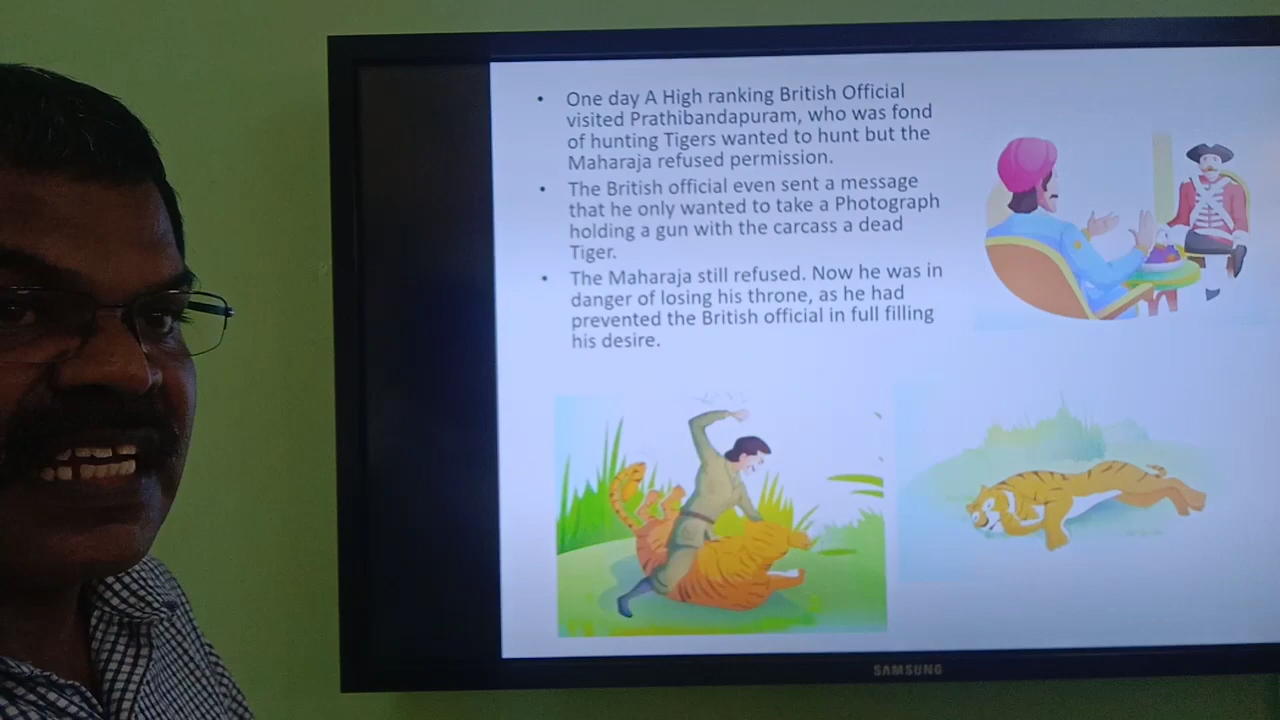 • One day A High ranking British Official
visited Prathibandapuram, who was fond
of hunting Tigers wanted to hunt but the
Maharaja refused permission.
• The British official even sent a message
that he only wanted to take a Photograph
holding a gun with the carcass a dead
Tiger.
• The Maharaja still refused. Now he was in
danger of losing his throne, as he had
prevented the British official in full filling
his desire.
SAMSUNG